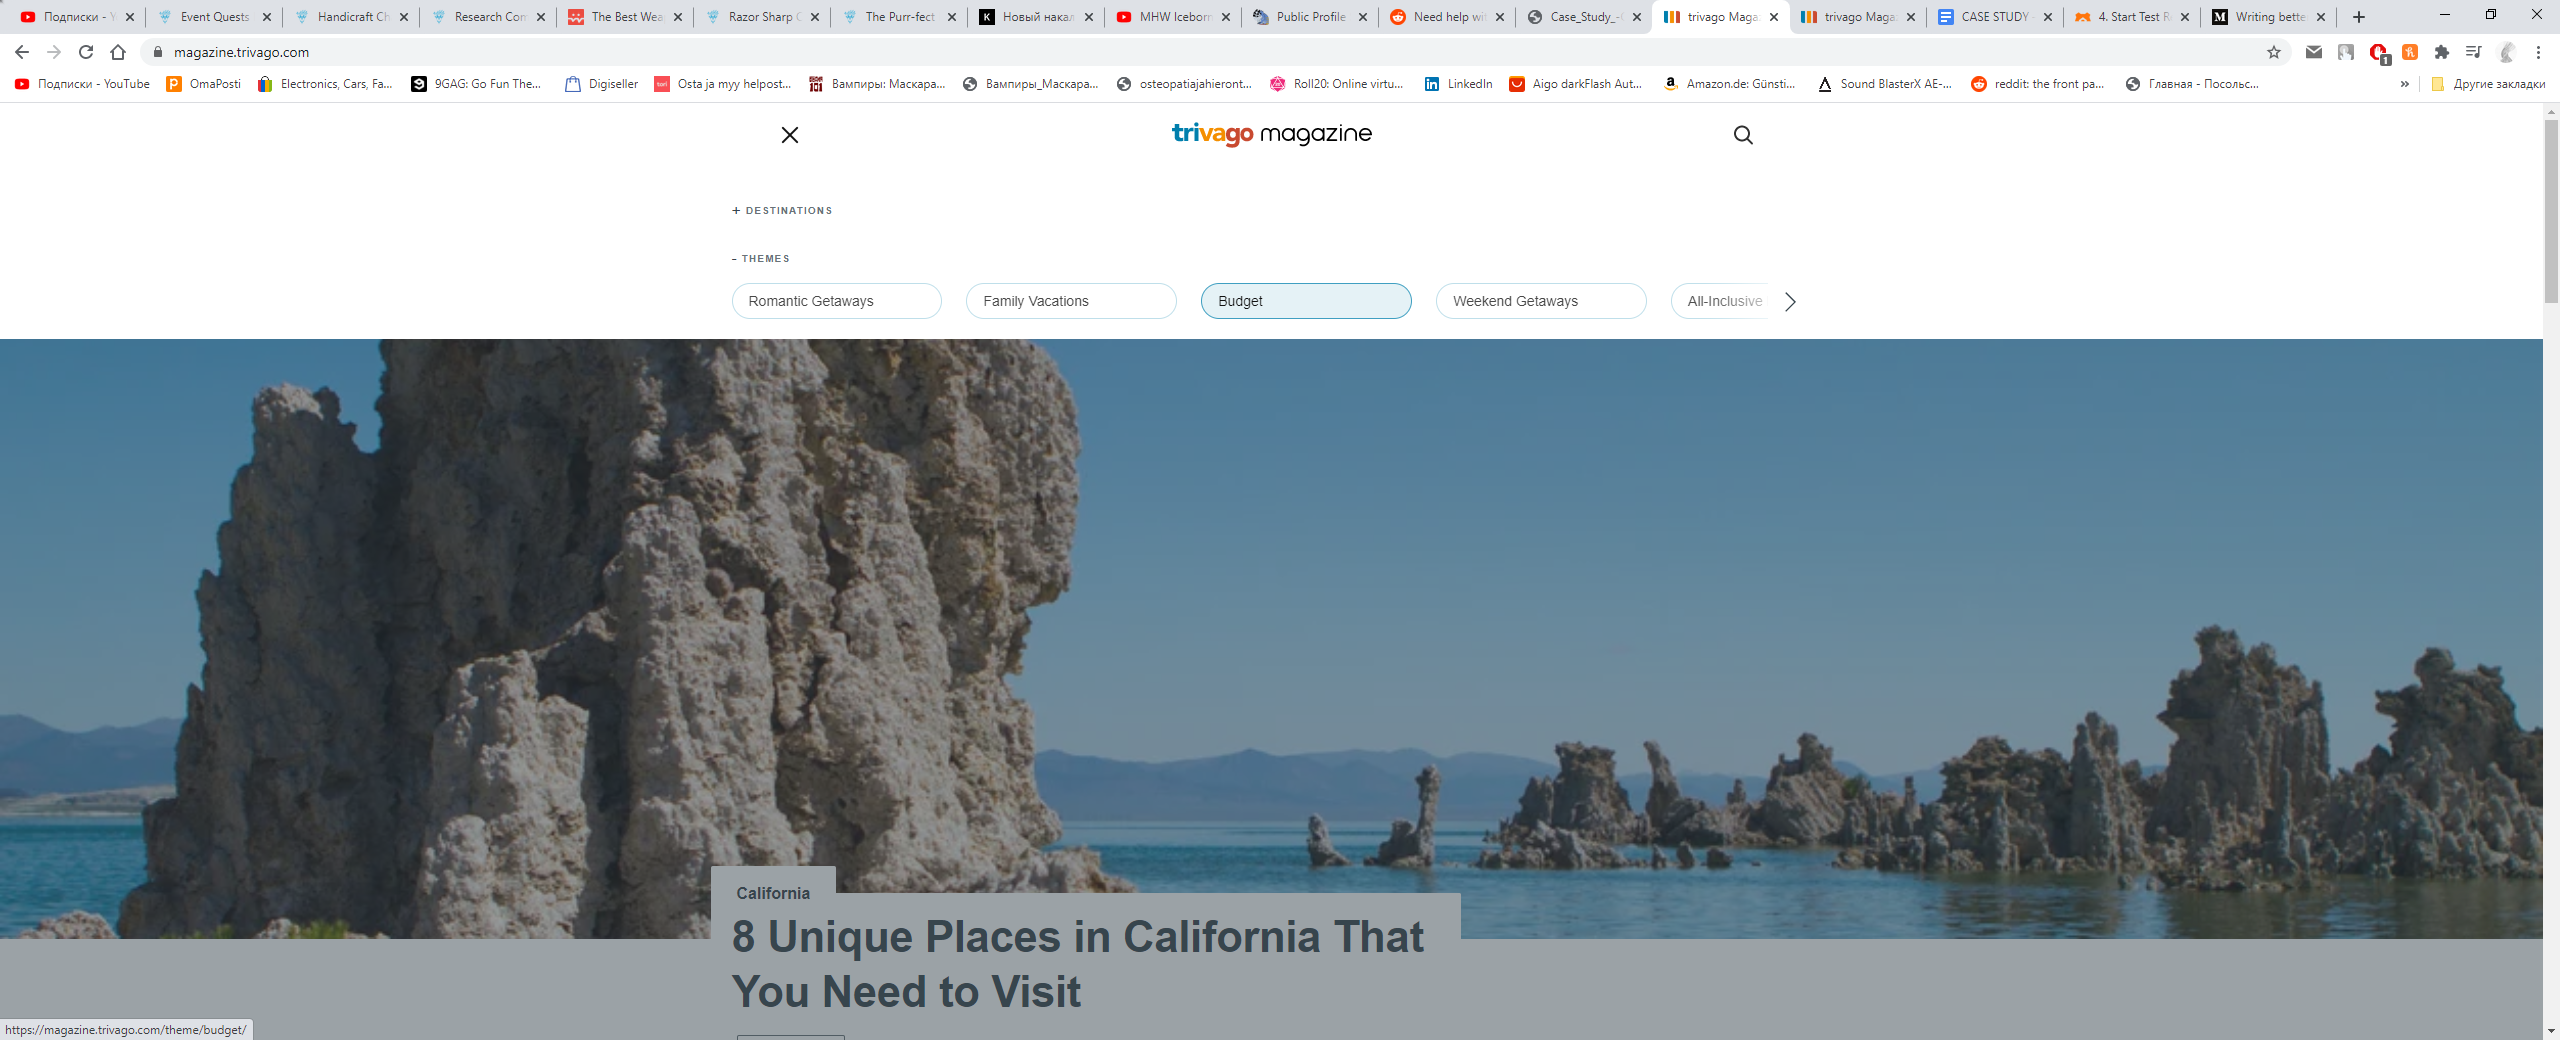 Подписки - Y
Event Quests
Handicraft Ch
Research Com
The Best Wea
Razor Sharp
The Purr-fect
Новый накал
MHW Iceborn
Public Profile
Need help wit
Case_Study_-
trivago Maga
trivago Maga
CASE STUDY -
4. Start Test R
Writing bette
magazine.trivago.com
1
Подписки - YouTube
OmaPosti
Electronics, Cars, Fa...
9GAG: Go Fun The...
Digiseller
Osta ja myy helpost...
Вампиры: Маскара...
Вампиры_Маскара...
osteopatiajahieront...
Roll20: Online virtu...
LinkedIn
Aigo darkFlash Aut...
Amazon.de: Günsti...
Sound BlasterX AE-...
reddit: the front pa...
Главная - Посольс...
»
Другие закладки
trivago magazine
+ DESTINATIONS
– THEMES
Romantic Getaways
Family Vacations
Budget
Weekend Getaways
All-Inclusive
California
8 Unique Places in California That
You Need to Visit
https://magazine.trivago.com/theme/budget/